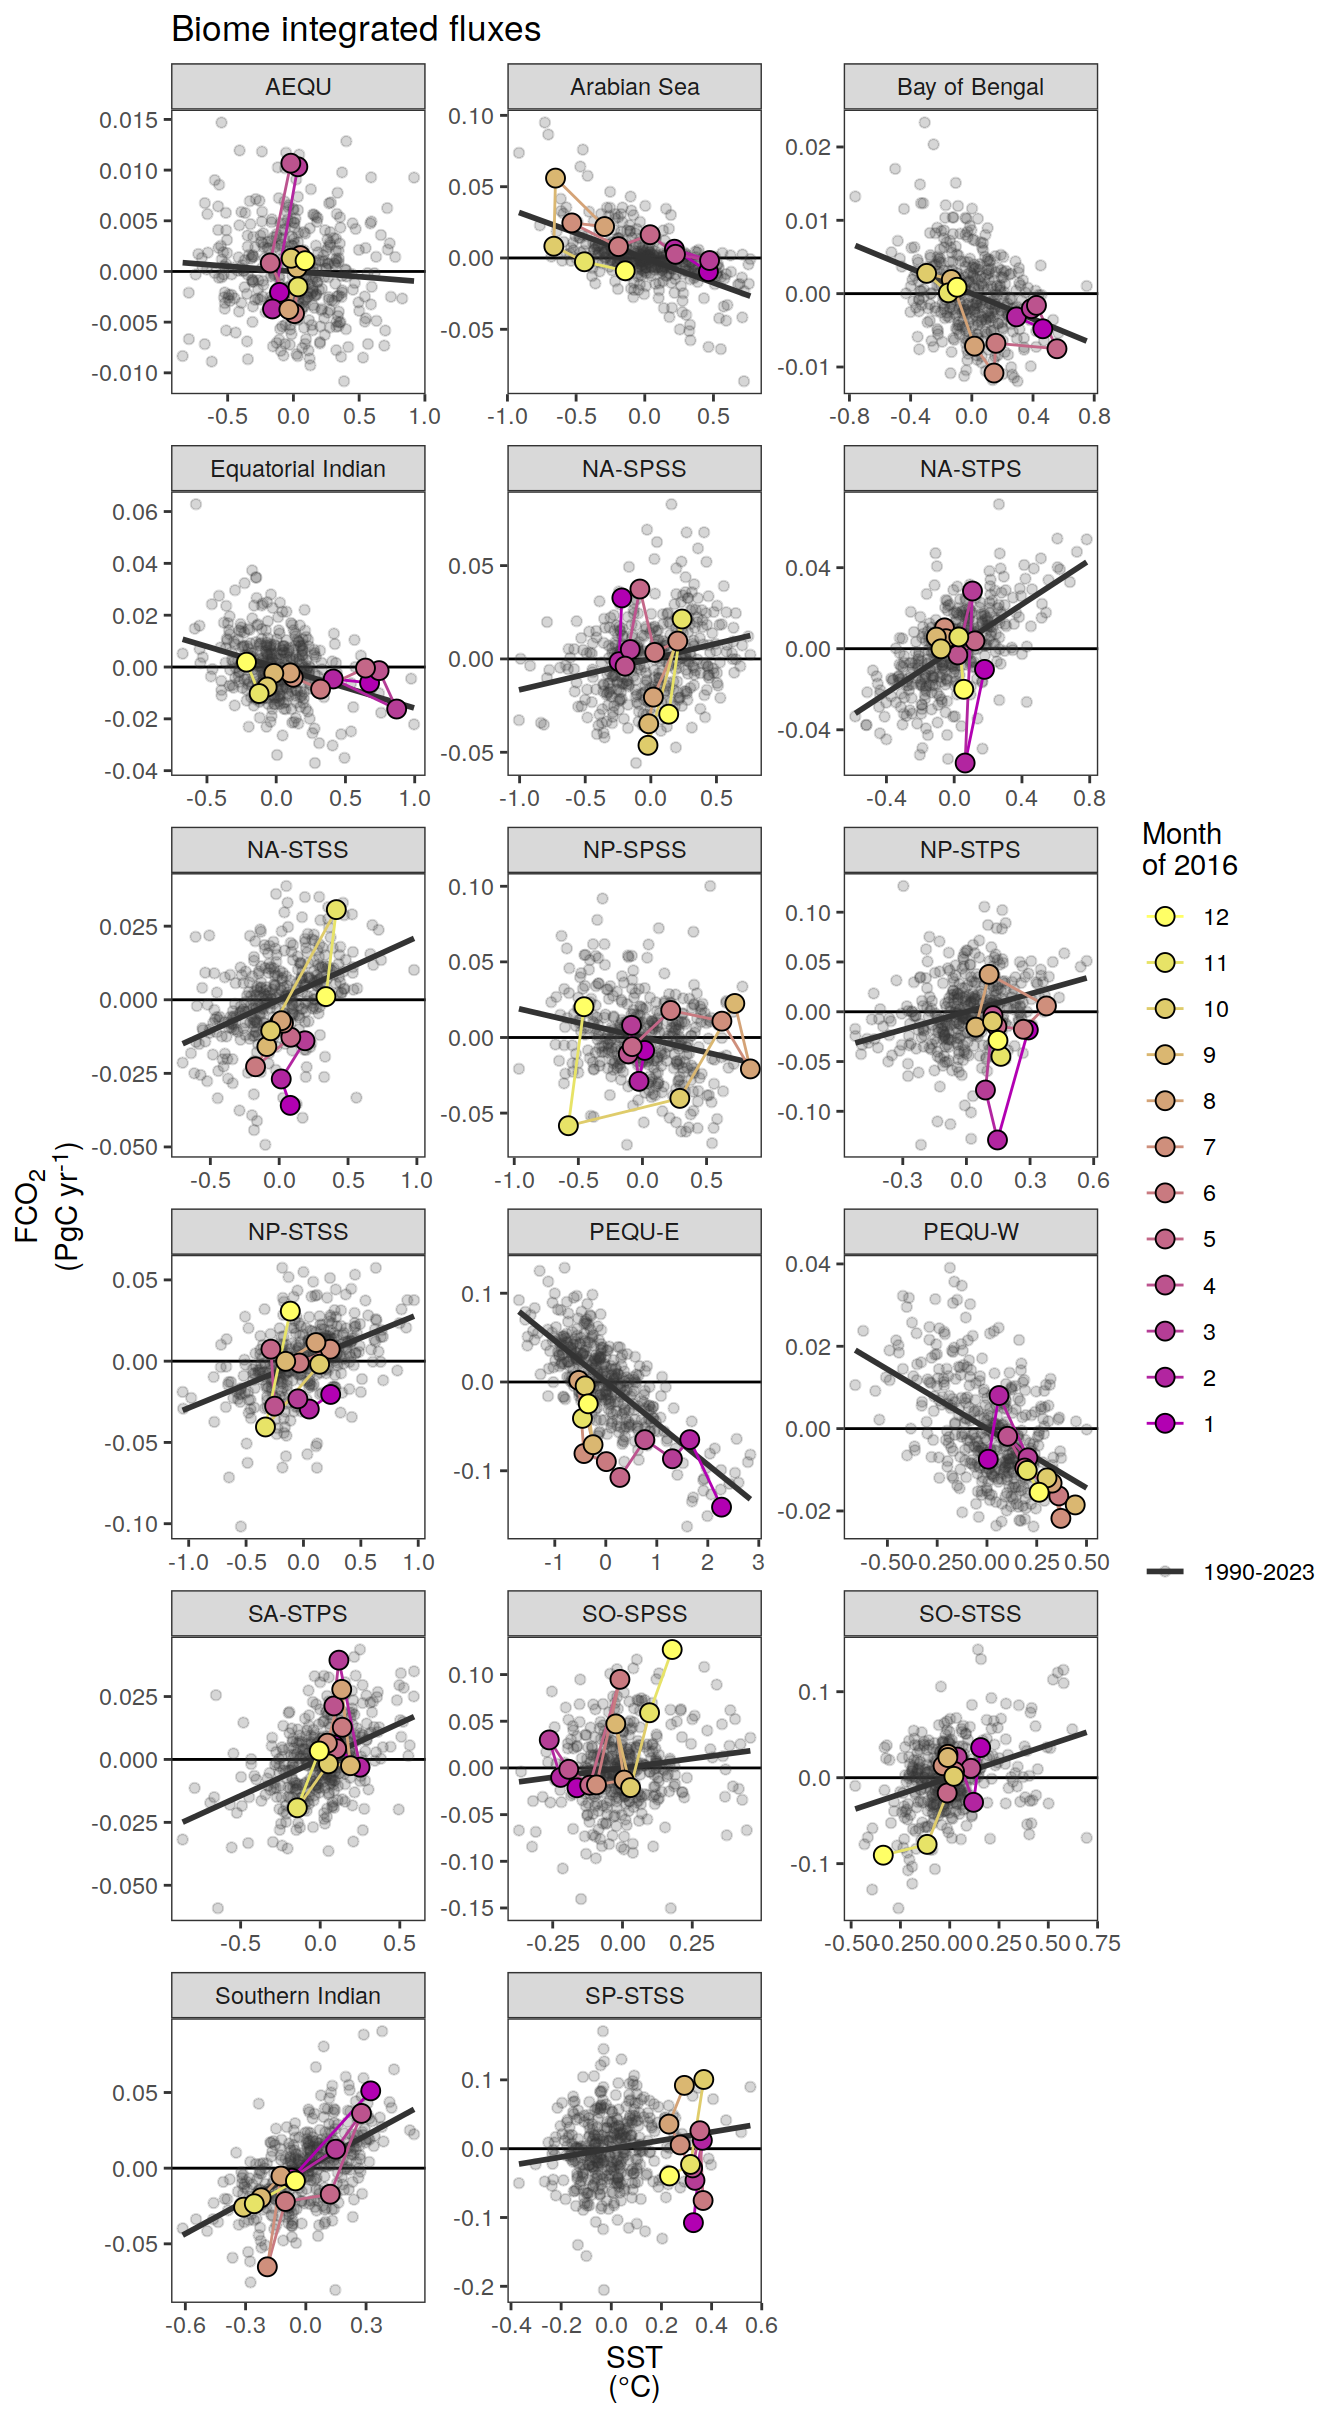 Biome integrated fluxes
AEQU
Arabian Sea
Bay of Bengal
0.015
0.010
0.005
0.000
-0.005
-0.010
0.10
0.05
0.00
-0.05
0.02
0.01
0.00
-0.01
-0.5 0.0 0.5 1.0
-1.0 -0.5 0.0 0.5
-0.8 -0.4 0.0 0.4 0.8
Equatorial Indian
NA-SPSS
NA-STPS
0.06
0.04
0.02
0.00
-0.02
-0.04
0.05
0.00
-0.05
0.04
0.00
-0.04
-0.5 0.0 0.5 1.0
-1.0 -0.5 0.0 0.5
-0.4 0.0 0.4 0.8
NA-STSS
NP-SPSS
NP-STPS
0.025
0.000
-0.025
-0.050
0.10
0.05
0.00
-0.05
0.10
0.05
0.00
-0.05
-0.10
-0.5 0.0 0.5 1.0
-1.0 -0.5 0.0 0.5
-0.3 0.0 0.3 0.6
NP-STSS
PEQU-E
PEQU-W
0.05
0.00
-0.05
-0.10
0.1
0.0
-0.1
0.04
0.02
0.00
-0.02
-1.0 -0.5 0.0 0.5 1.0
-1 0 1 2 3
-0.50 -0.25 0.00 0.25 0.50
SA-STPS
SO-SPSS
SO-STSS
0.025
0.000
-0.025
-0.050
0.10
0.05
0.00
-0.05
-0.10
-0.15
0.1
0.0
-0.1
-0.5 0.0 0.5
-0.25 0.00 0.25
-0.50 -0.25 0.00 0.25 0.50 0.75
Southern Indian
SP-STSS
0.05
0.00
-0.05
0.1
0.0
-0.1
-0.2
-0.6 -0.3 0.0 0.3
-0.4 -0.2 0.0 0.2 0.4 0.6
SST
(°C)
FCO₂
(PgC yr⁻¹)
Month
of 2016
12
11
10
9
8
7
6
5
4
3
2
1
1990-2023